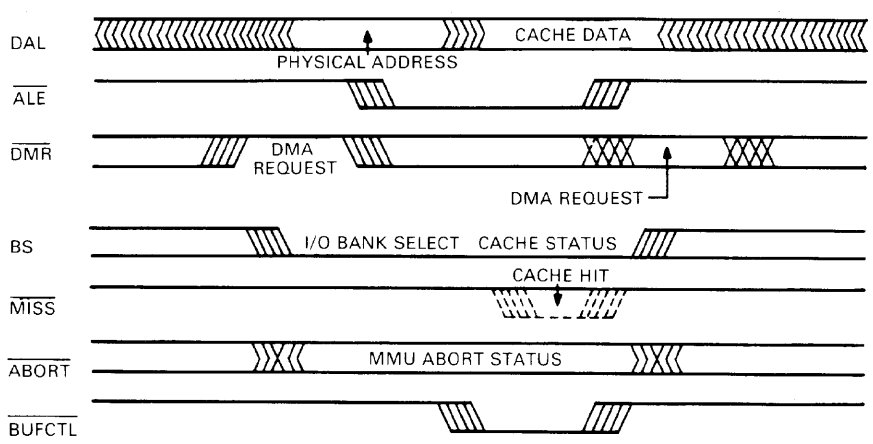 DAL
CACHE DATA
PHYSICAL ADDRESS
ALE
DMR
DMA
REQUEST
DMA REQUEST
BS
I/O BANK SELECT CACHE STATUS
CACHE HIT
MISS
ABORT
MMU ABORT STATUS
BUFCTL